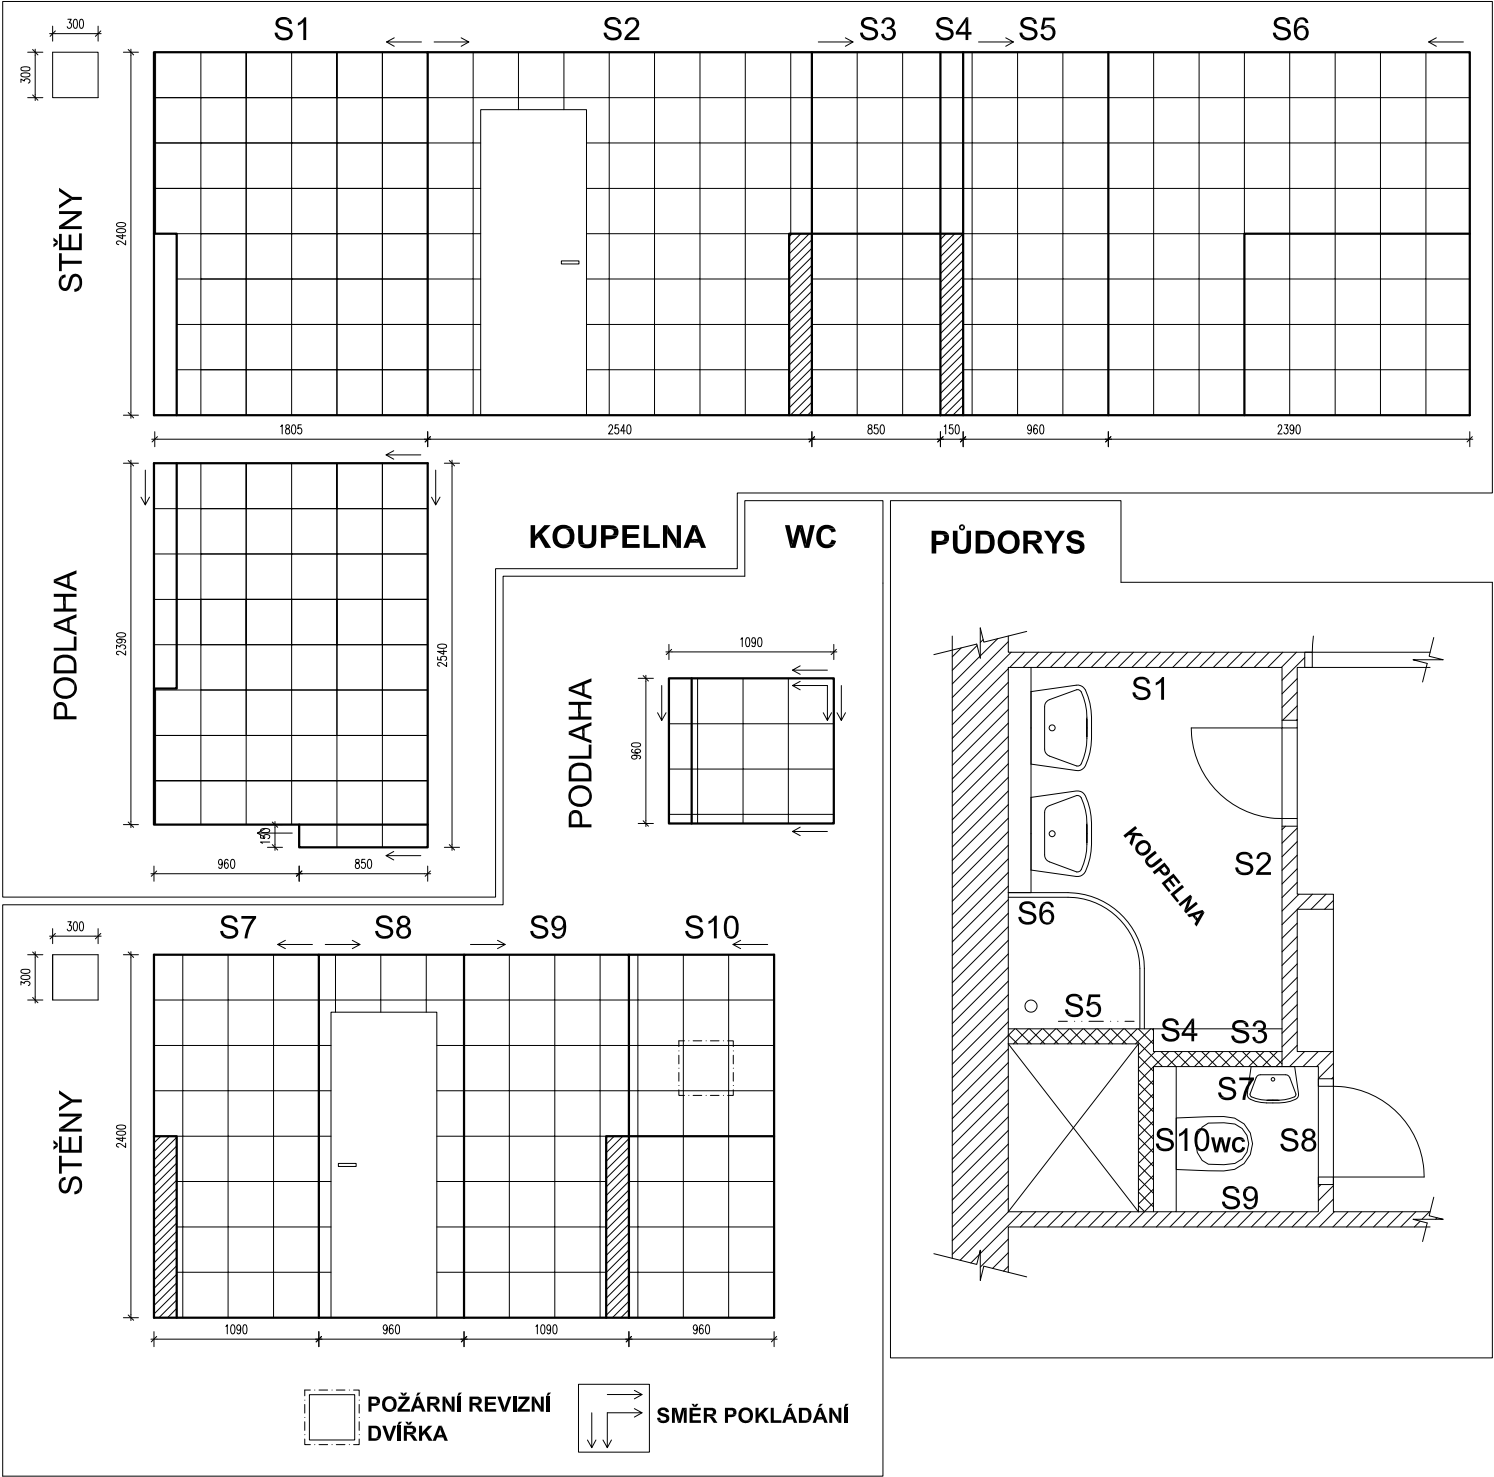 300
S1
S2
S3
S4
S5
S6
300
STĚNY
2400
1805
2540
850
150
960
2390
PODLAHA
2390
2540
150
960
850
KOUPELNA
WC
PŮDORYS
1090
PODLAHA
960
S1
S2
KOUPELNA
S6
S5
S4
S3
S7
S10
WC
S8
S9
300
S7
S8
S9
S10
300
STĚNY
2400
1090
960
1090
960
POŽÁRNÍ REVIZNÍ
DVÍŘKA
SMĚR POKLÁDÁNÍ